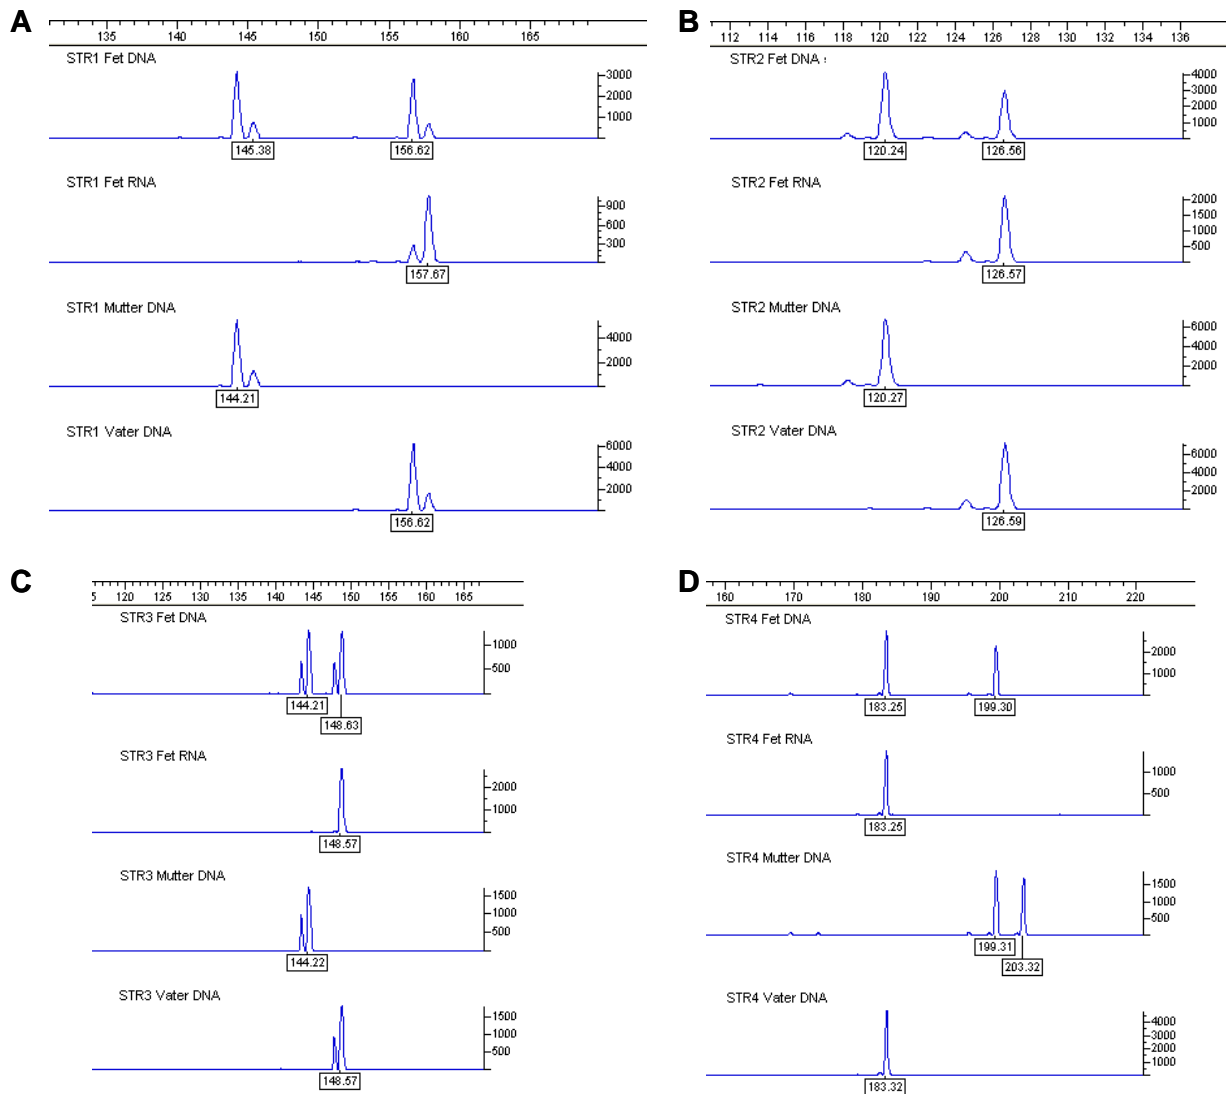 A
135 140 145 150 155 160 165
STR1 Fet DNA
3000
2000
1000
145.38 156.62
STR1 Fet RNA
900
600
300
157.67
STR1 Mutter DNA
4000
2000
144.21
STR1 Vater DNA
6000
4000
2000
156.62
B
112 114 116 118 120 122 124 126 128 130 132 134 136
STR2 Fet DNA
4000
3000
2000
1000
120.24 126.56
STR2 Fet RNA
2000
1500
1000
500
126.57
STR2 Mutter DNA
6000
4000
2000
120.27
STR2 Vater DNA
6000
4000
2000
126.59
C
5 120 125 130 135 140 145 150 155 160 165
STR3 Fet DNA
1000
500
144.21
148.63
STR3 Fet RNA
2000
1000
148.57
STR3 Mutter DNA
1500
1000
500
144.22
STR3 Vater DNA
1500
1000
500
148.57
D
160 170 180 190 200 210 220
STR4 Fet DNA
2000
1000
183.25 199.30
STR4 Fet RNA
1000
500
183.25
STR4 Mutter DNA
1500
1000
500
199.31
203.32
STR4 Vater DNA
4000
3000
2000
1000
183.32